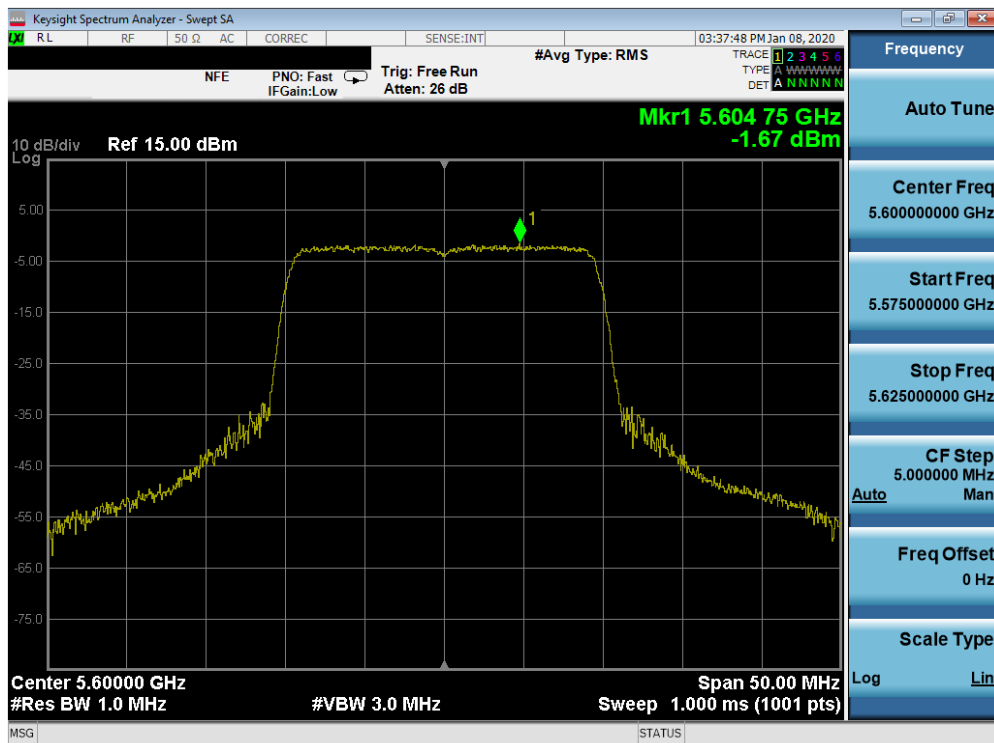 Keysight Spectrum Analyzer - Swept SA
LXI RL RF 50 Ω AC CORREC SENSE:INT 03:37:48 PM Jan 08, 2020
#Avg Type: RMS
TRACE 1 2 3 4 5 6
TYPE A WWWWW
DET A N N N N N
NFE PNO: Fast Trig: Free Run
IFGain:Low Atten: 26 dB
Mkr1 5.604 75 GHz
-1.67 dBm
10 dB/div Ref 15.00 dBm
Log
1
5.00
-5.00
-15.0
-25.0
-35.0
-45.0
-55.0
-65.0
-75.0
Center 5.60000 GHz Span 50.00 MHz
#Res BW 1.0 MHz #VBW 3.0 MHz Sweep 1.000 ms (1001 pts)
MSG STATUS
Frequency
Auto Tune
Center Freq
5.600000000 GHz
Start Freq
5.575000000 GHz
Stop Freq
5.625000000 GHz
CF Step
5.000000 MHz
Auto Man
Freq Offset
0 Hz
Scale Type
Log Lin